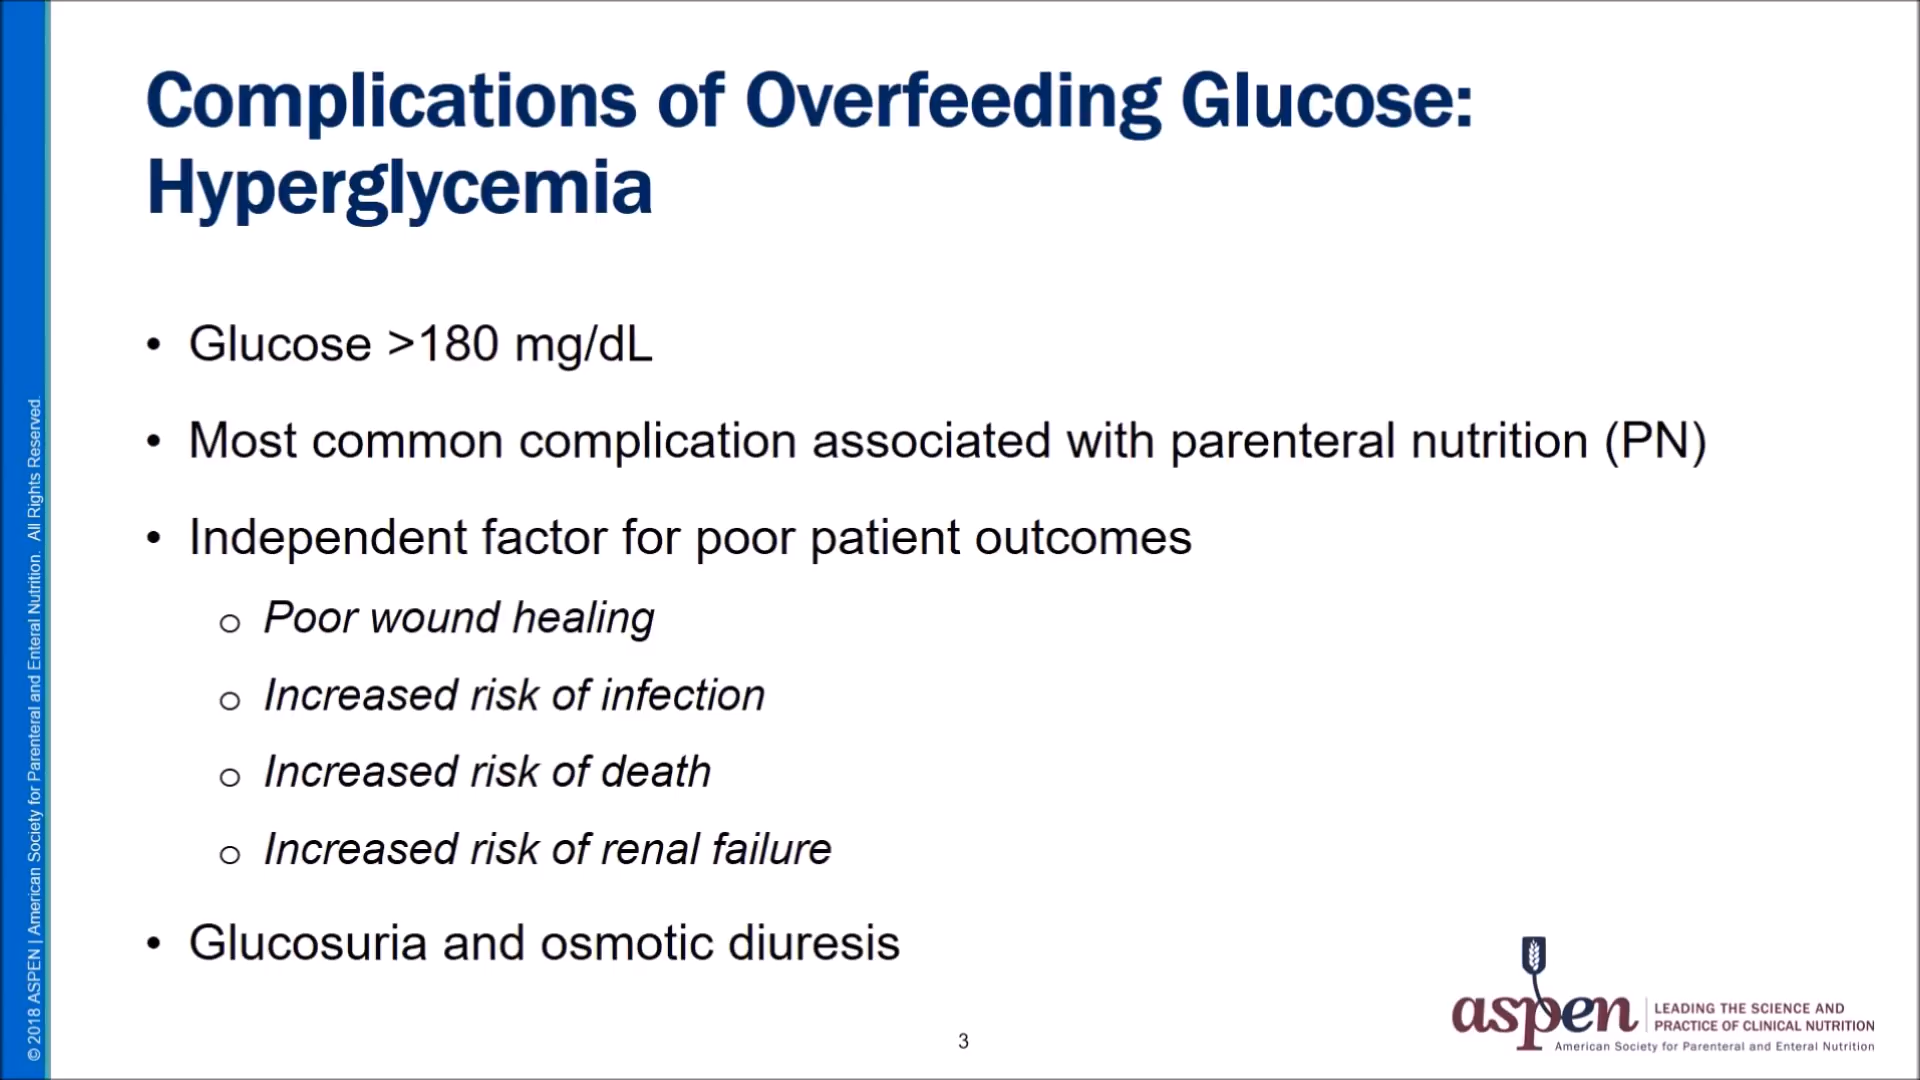 Complications of Overfeeding Glucose:
Hyperglycemia
• Glucose >180 mg/dL
• Most common complication associated with parenteral nutrition (PN)
• Independent factor for poor patient outcomes
o Poor wound healing
o Increased risk of infection
o Increased risk of death
o Increased risk of renal failure
• Glucosuria and osmotic diuresis
© 2018 ASPEN | American Society for Parenteral and Enteral Nutrition. All Rights Reserved.
3
aspen
LEADING THE SCIENCE AND
PRACTICE OF CLINICAL NUTRITION
American Society for Parenteral and Enteral Nutrition